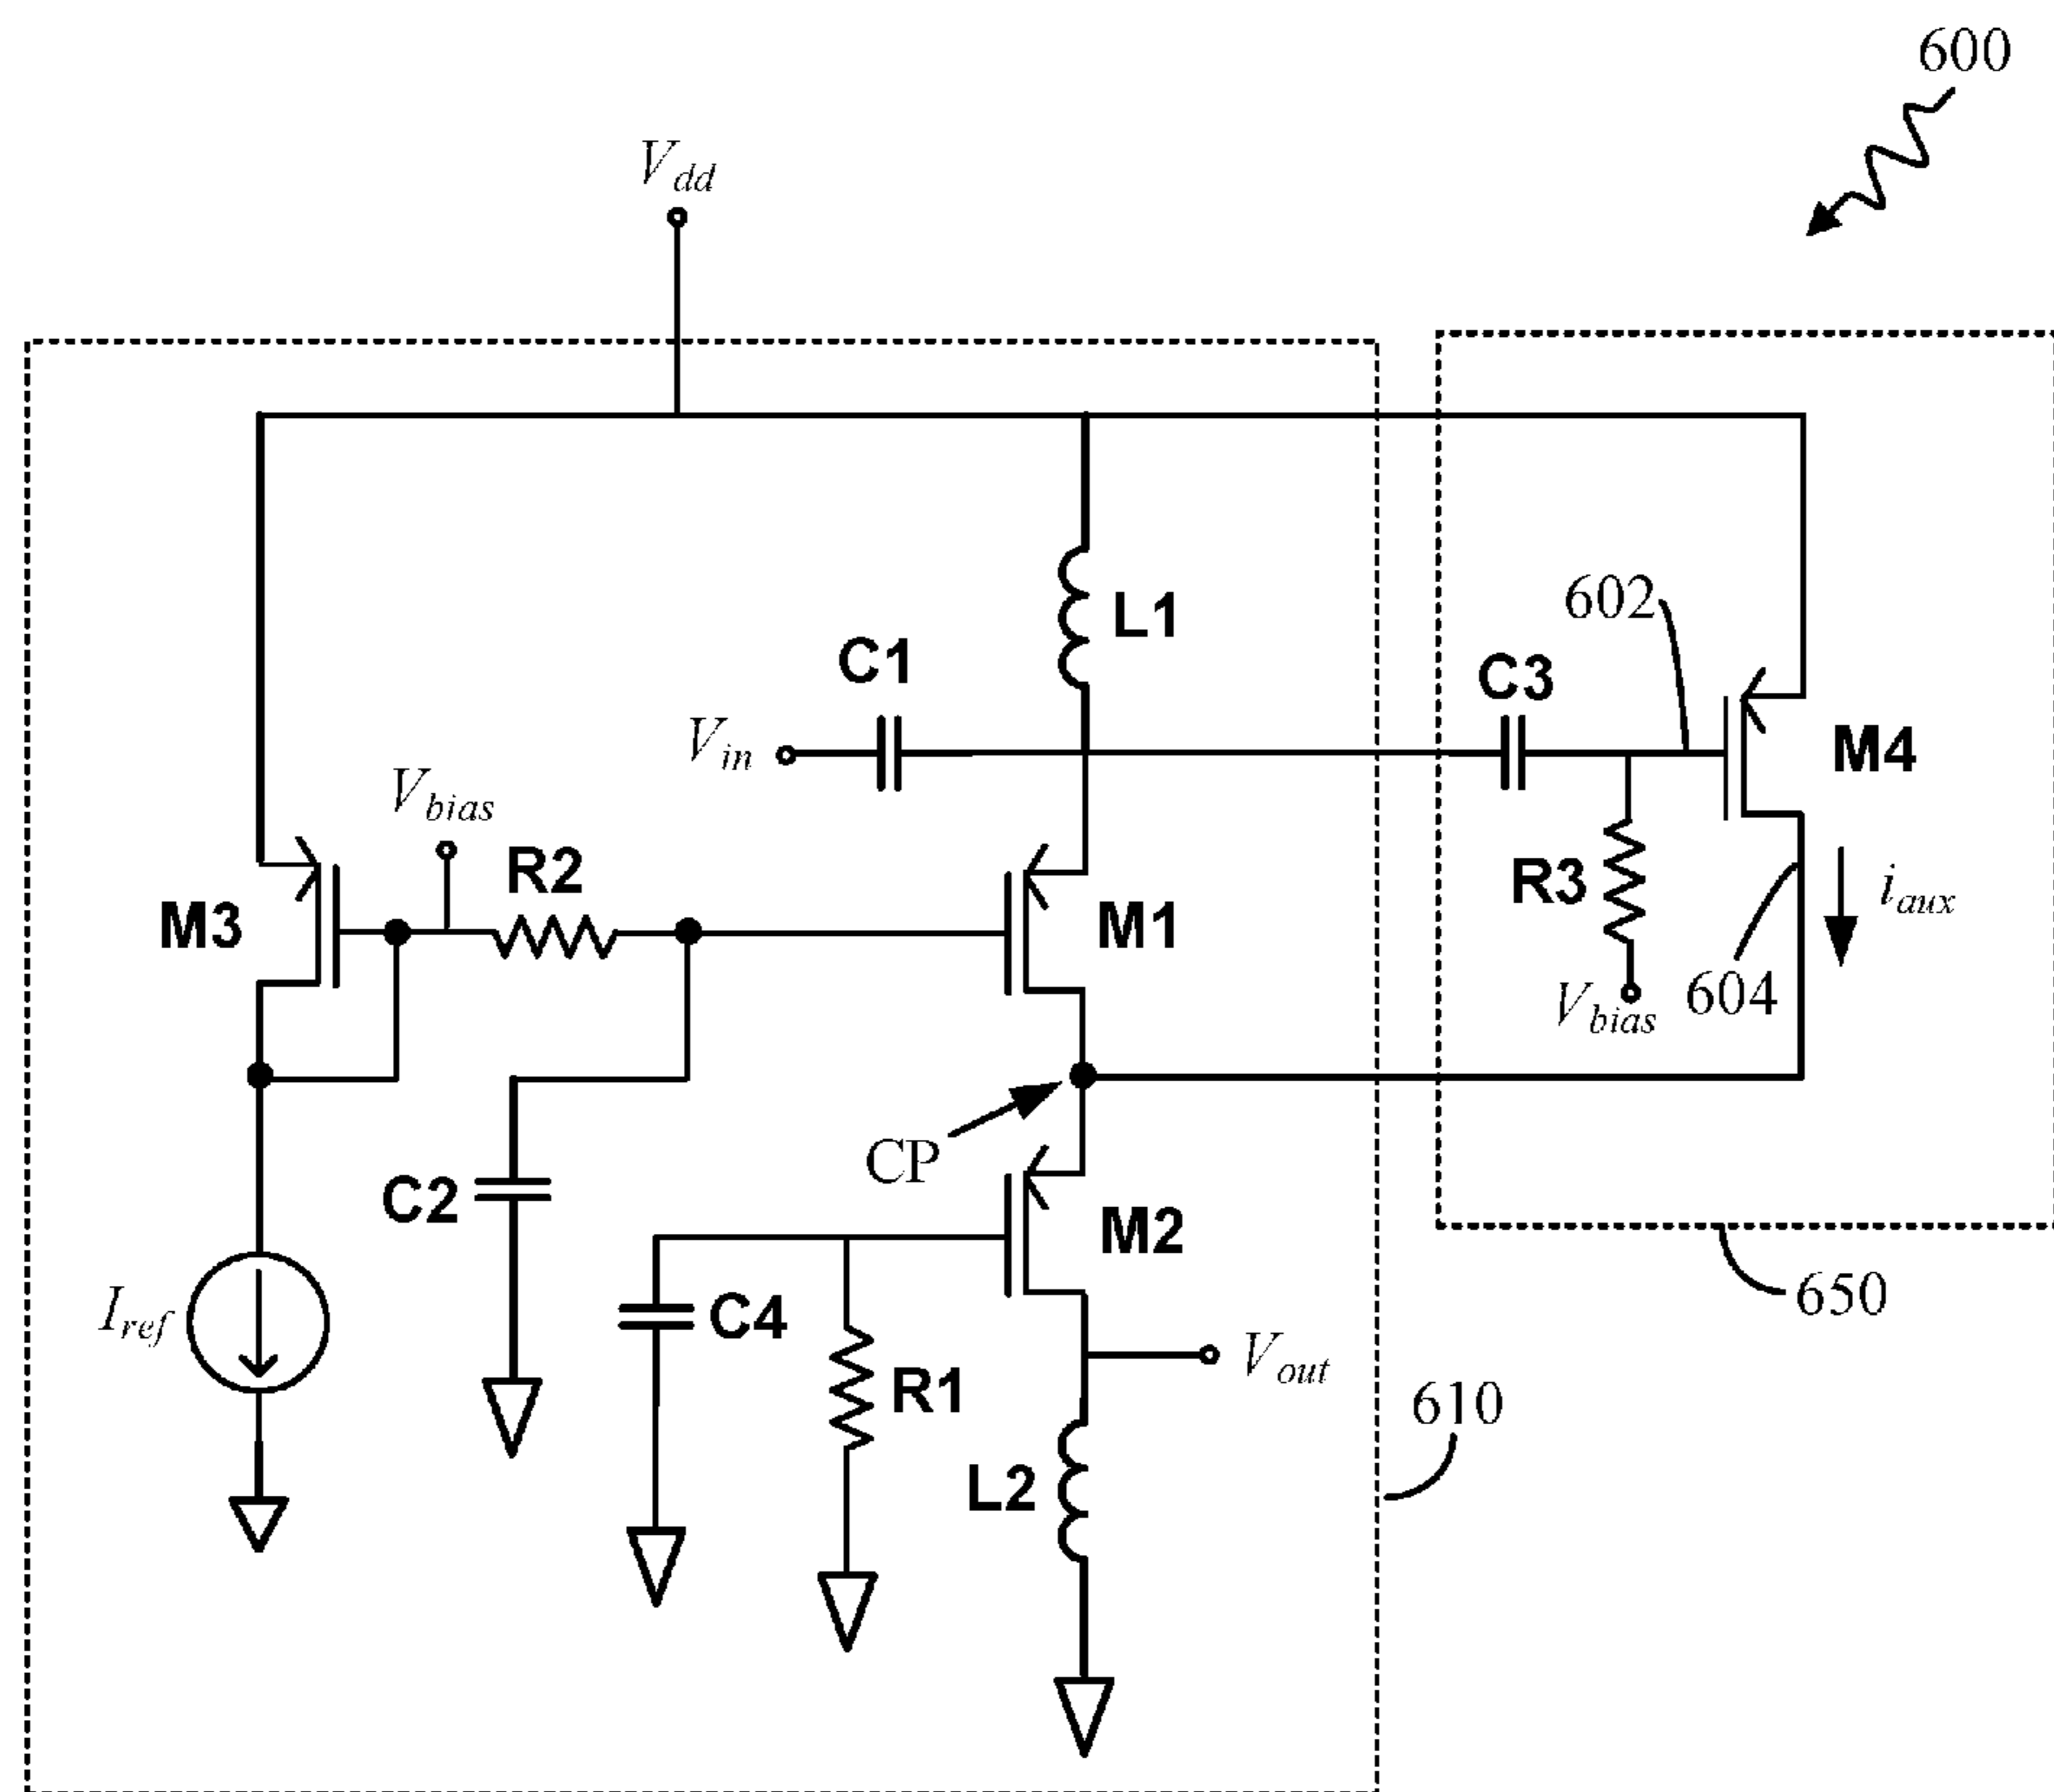 600
Vdd
602
L1
C1
C3
Vin
M4
Vbias
R2
R3
iaux
M3
M1
Vbias
604
CP
C2
M2
650
Iref
C4
Vout
R1
610
L2